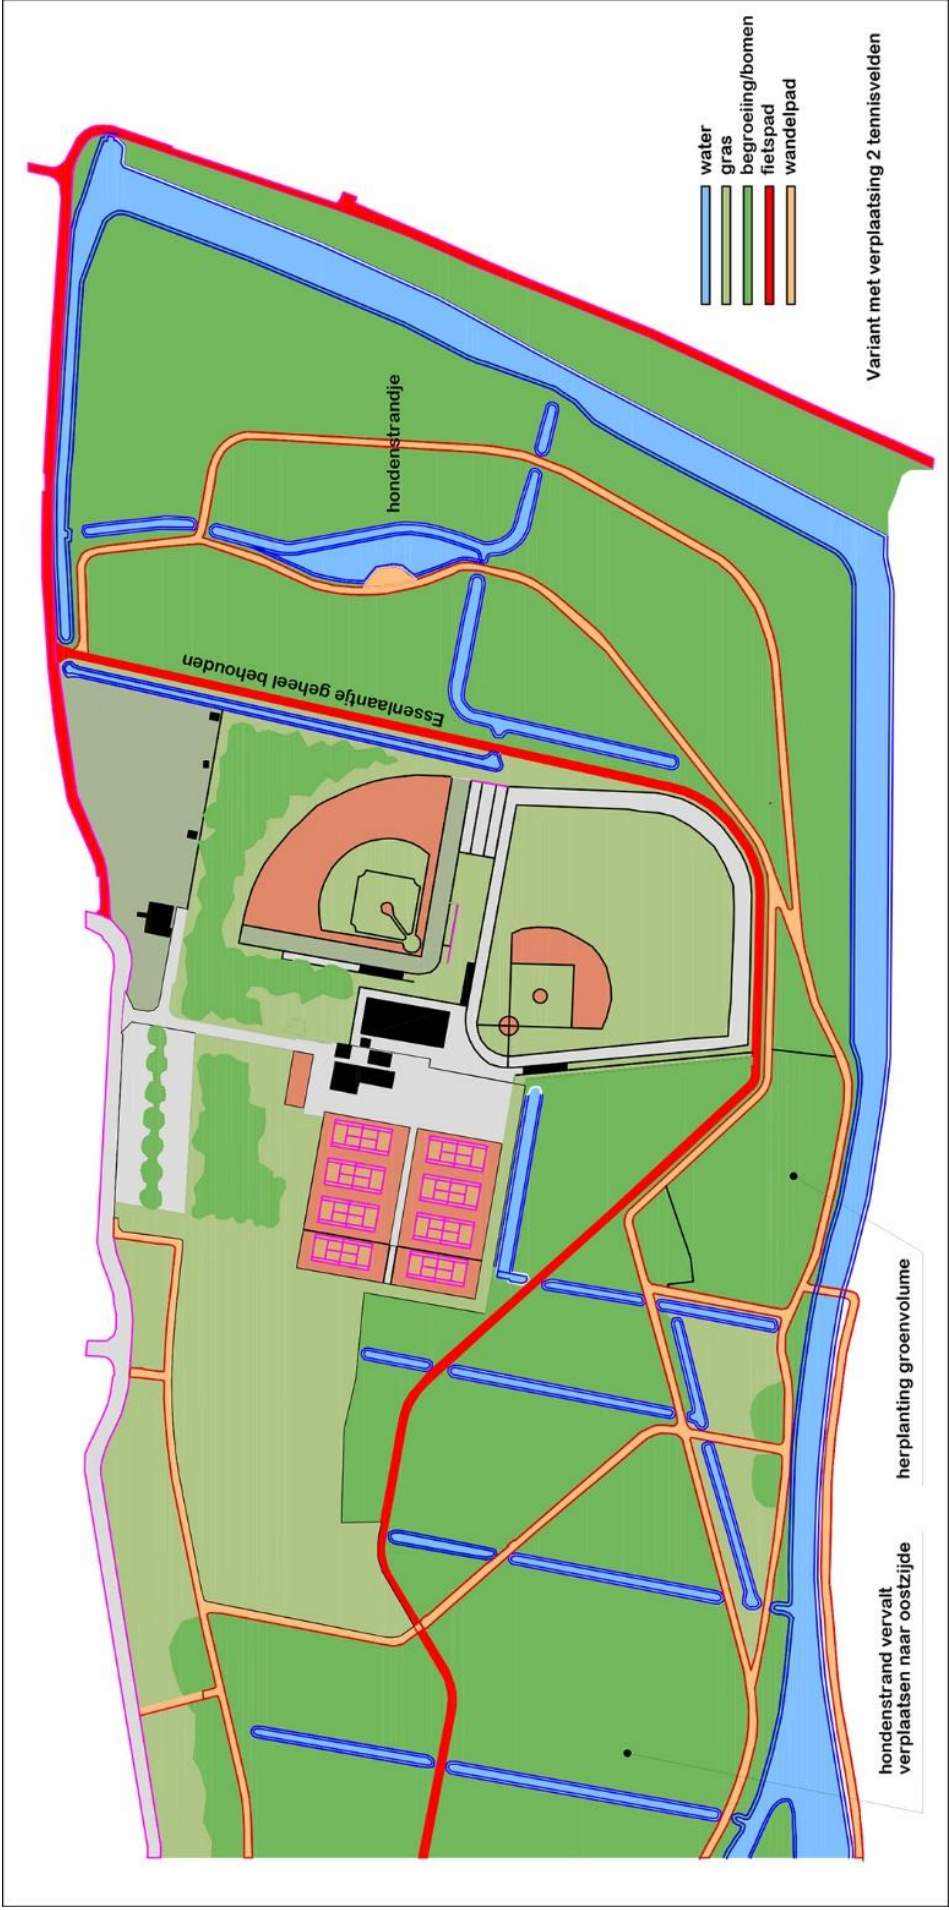 water
gras
begroeiing/bomen
fietspad
wandelpad
Variant met verplaatsing 2 tennisvelden
hondenstrandje
Essenlaantje geheel behouden
herplanting groenvolume
hondenstrand vervalt
verplaatsen naar oostzijde